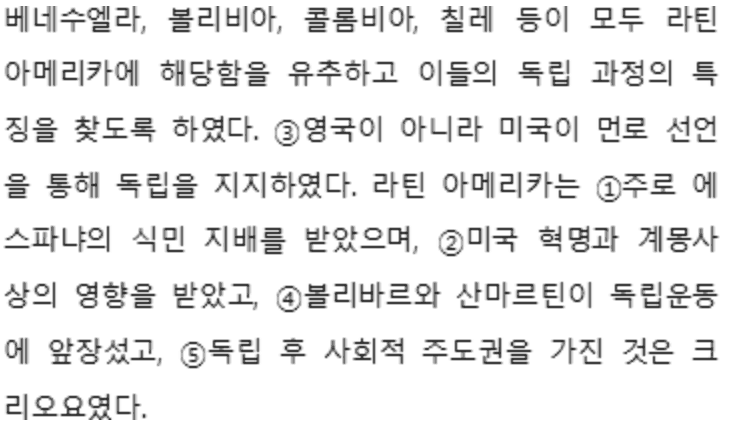 베네수엘라, 볼리비아, 콜롬비아, 칠레 등이 모두 라틴
아메리카에 해당함을 유추하고 이들의 독립 과정의 특
징을 찾도록 하였다. ③영국이 아니라 미국이 먼로 선언
을 통해 독립을 지지하였다. 라틴 아메리카는 ①주로 에
스파냐의 식민 지배를 받았으며, ②미국 혁명과 계몽사
상의 영향을 받았고, ④볼리바르와 산마르틴이 독립운동
에 앞장섰고, ⑤독립 후 사회적 주도권을 가진 것은 크
리오요였다.